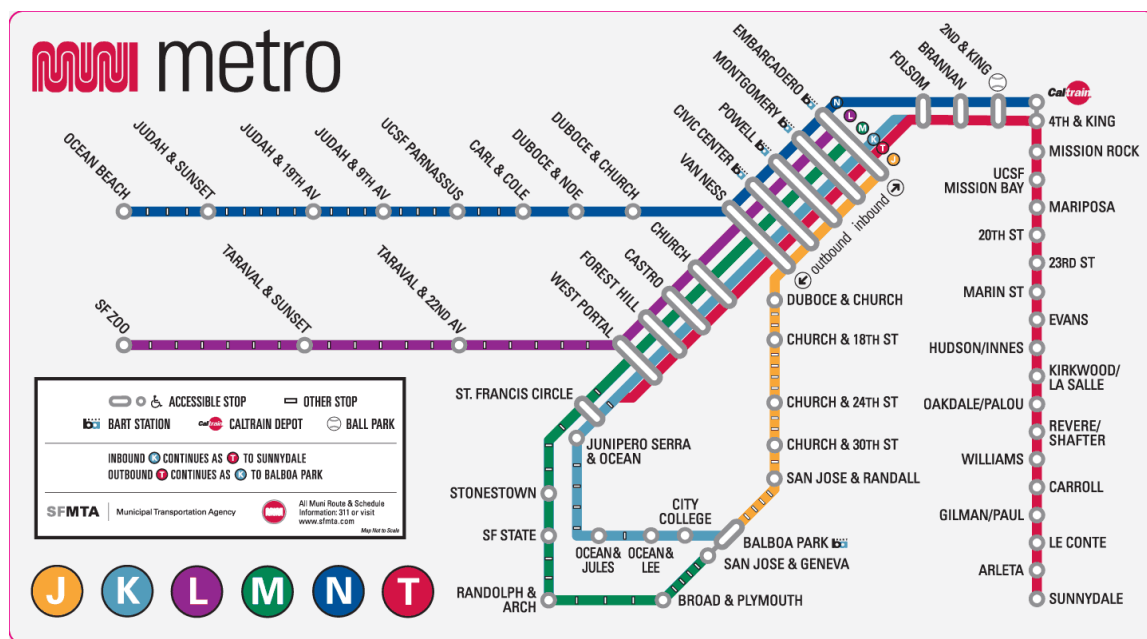 MUNI metro
EMBARCADERO
MONTGOMERY
POWELL
CIVIC CENTER
VAN NESS
FOLSOM
BRANNAN
2ND & KING
Caltrain
4TH & KING
MISSION ROCK
UCSF
MISSION BAY
MARIPOSA
20TH ST
23RD ST
MARIN ST
EVANS
HUDSON/INNES
KIRKWOOD/
LA SALLE
OAKDALE/PALOU
REVERE/
SHAFTER
WILLIAMS
CARROLL
GILMAN/PAUL
LE CONTE
ARLETA
SUNNYDALE
N
L
M
K
T
J
inbound
outbound
OCEAN BEACH
JUDAH & SUNSET
JUDAH & 19TH AV
JUDAH & 9TH AV
UCSF PARNASSUS
CARL & COLE
DUBOCE & NOE
DUBOCE & CHURCH
SF ZOO
TARAVAL & SUNSET
TARAVAL & 22ND AV
WEST PORTAL
FOREST HILL
CASTRO
CHURCH
DUBOCE & CHURCH
CHURCH & 18TH ST
CHURCH & 24TH ST
CHURCH & 30TH ST
SAN JOSE & RANDALL
BALBOA PARK ba
SAN JOSE & GENEVA
BROAD & PLYMOUTH
ST. FRANCIS CIRCLE
JUNIPERO SERRA
& OCEAN
STONESTOWN
SF STATE
RANDOLPH &
ARCH
OCEAN &
JULES
OCEAN &
LEE
CITY
COLLEGE
ACCESSIBLE STOP
OTHER STOP
ba BART STATION
Caltrain CALTRAIN DEPOT
BALL PARK
INBOUND K CONTINUES AS T TO SUNNYDALE
OUTBOUND T CONTINUES AS K TO BALBOA PARK
SFMTA
Municipal Transportation Agency
MUNI
All Muni Route & Schedule
Information: 311 or visit
www.sfmta.com
Map Not to Scale
J K L M N T